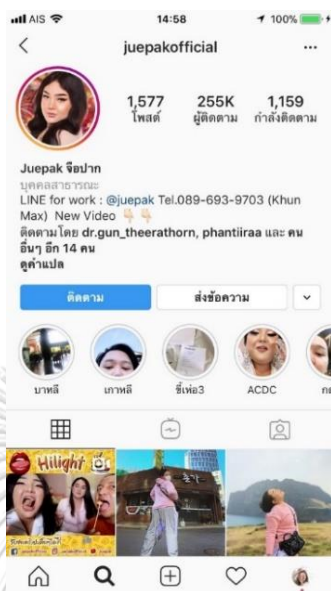 AIS 14:58 100%
juepakofficial
1,577 255K 1,159
โพสต์ ผู้ติดตาม กำลังติดตาม
Juepak จือปาก
บุคคลสาธารณะ
LINE for work : @juepak Tel.089-693-9703 (Khun
Max) New Video
ติดตามโดย dr.gun_theerathorn, phantiiraa และ คน
อื่นๆ อีก 14 คน
ดูคำแปล
ติดตาม ส่งข้อความ
บาหลี เกาหลี ขี้เพ่อ3 ACDC
Hilight